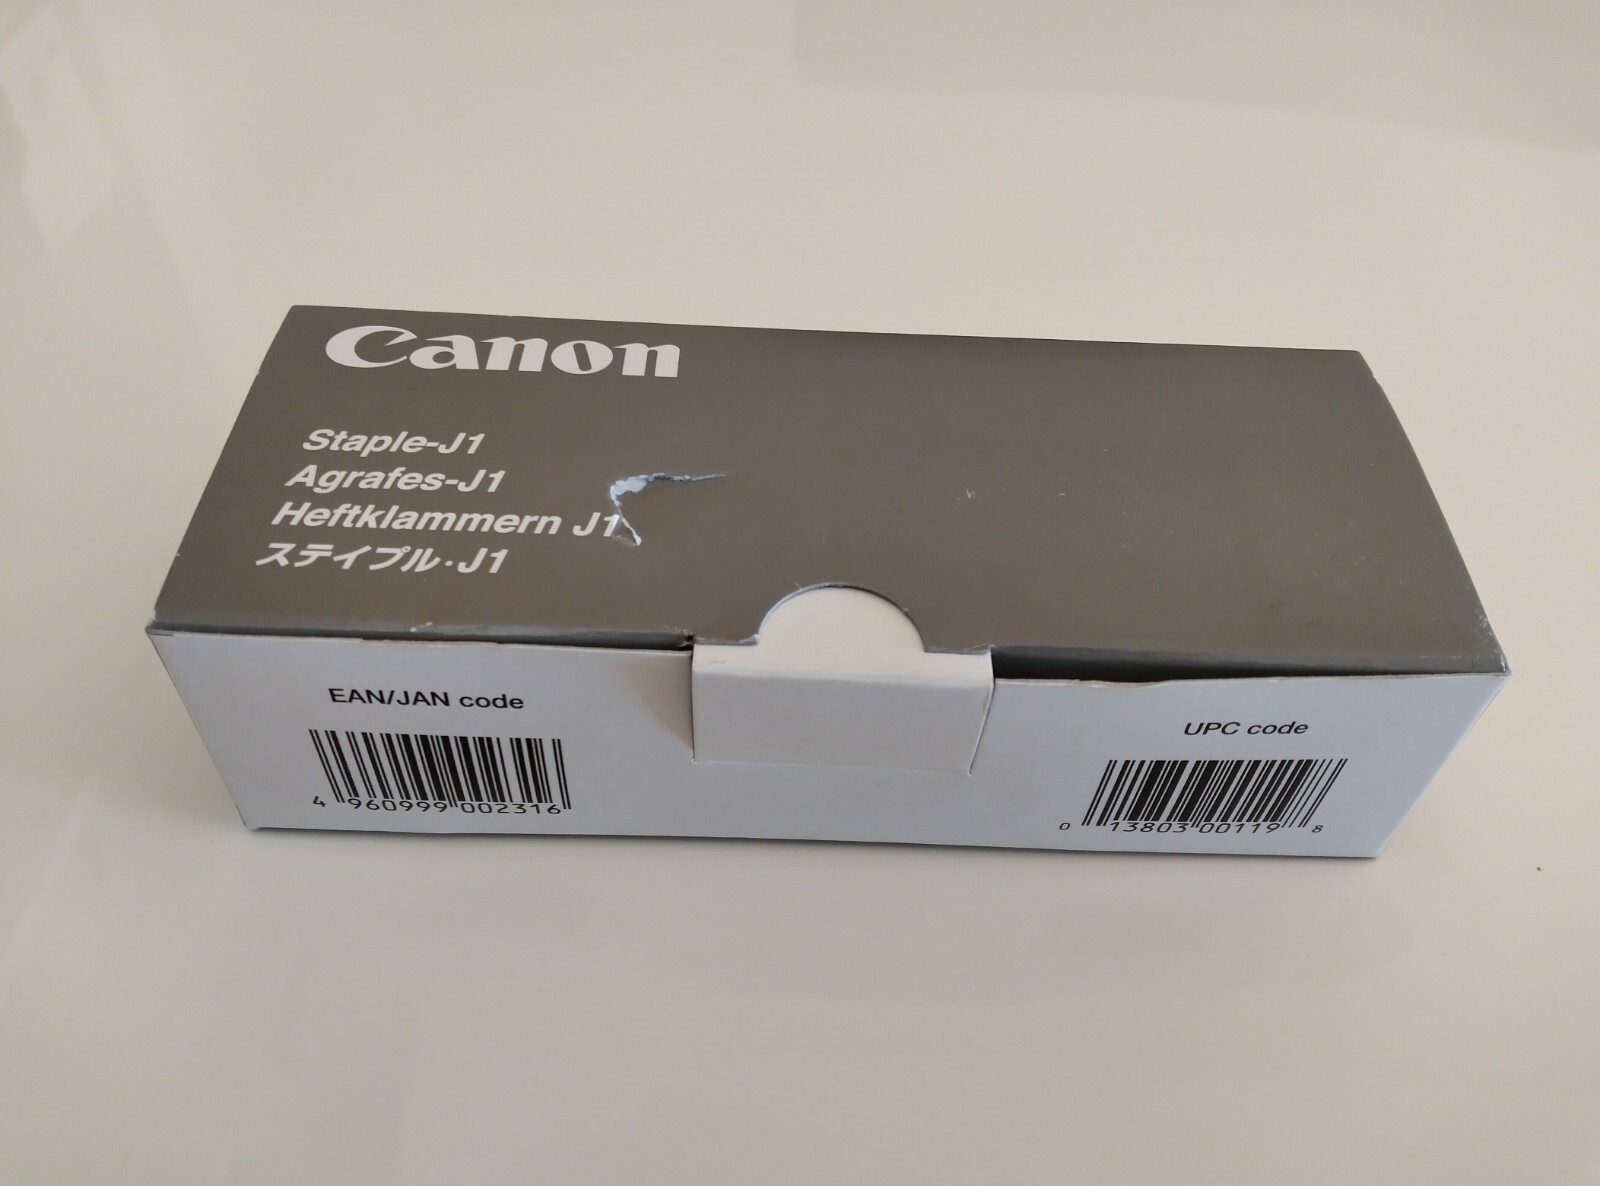 Canon
Staple-J1
Agrafes-J1
Heftklammern J1
ステイプル・J1
EAN/JAN code
4 960999 002316
UPC code
0 13803 00119 8